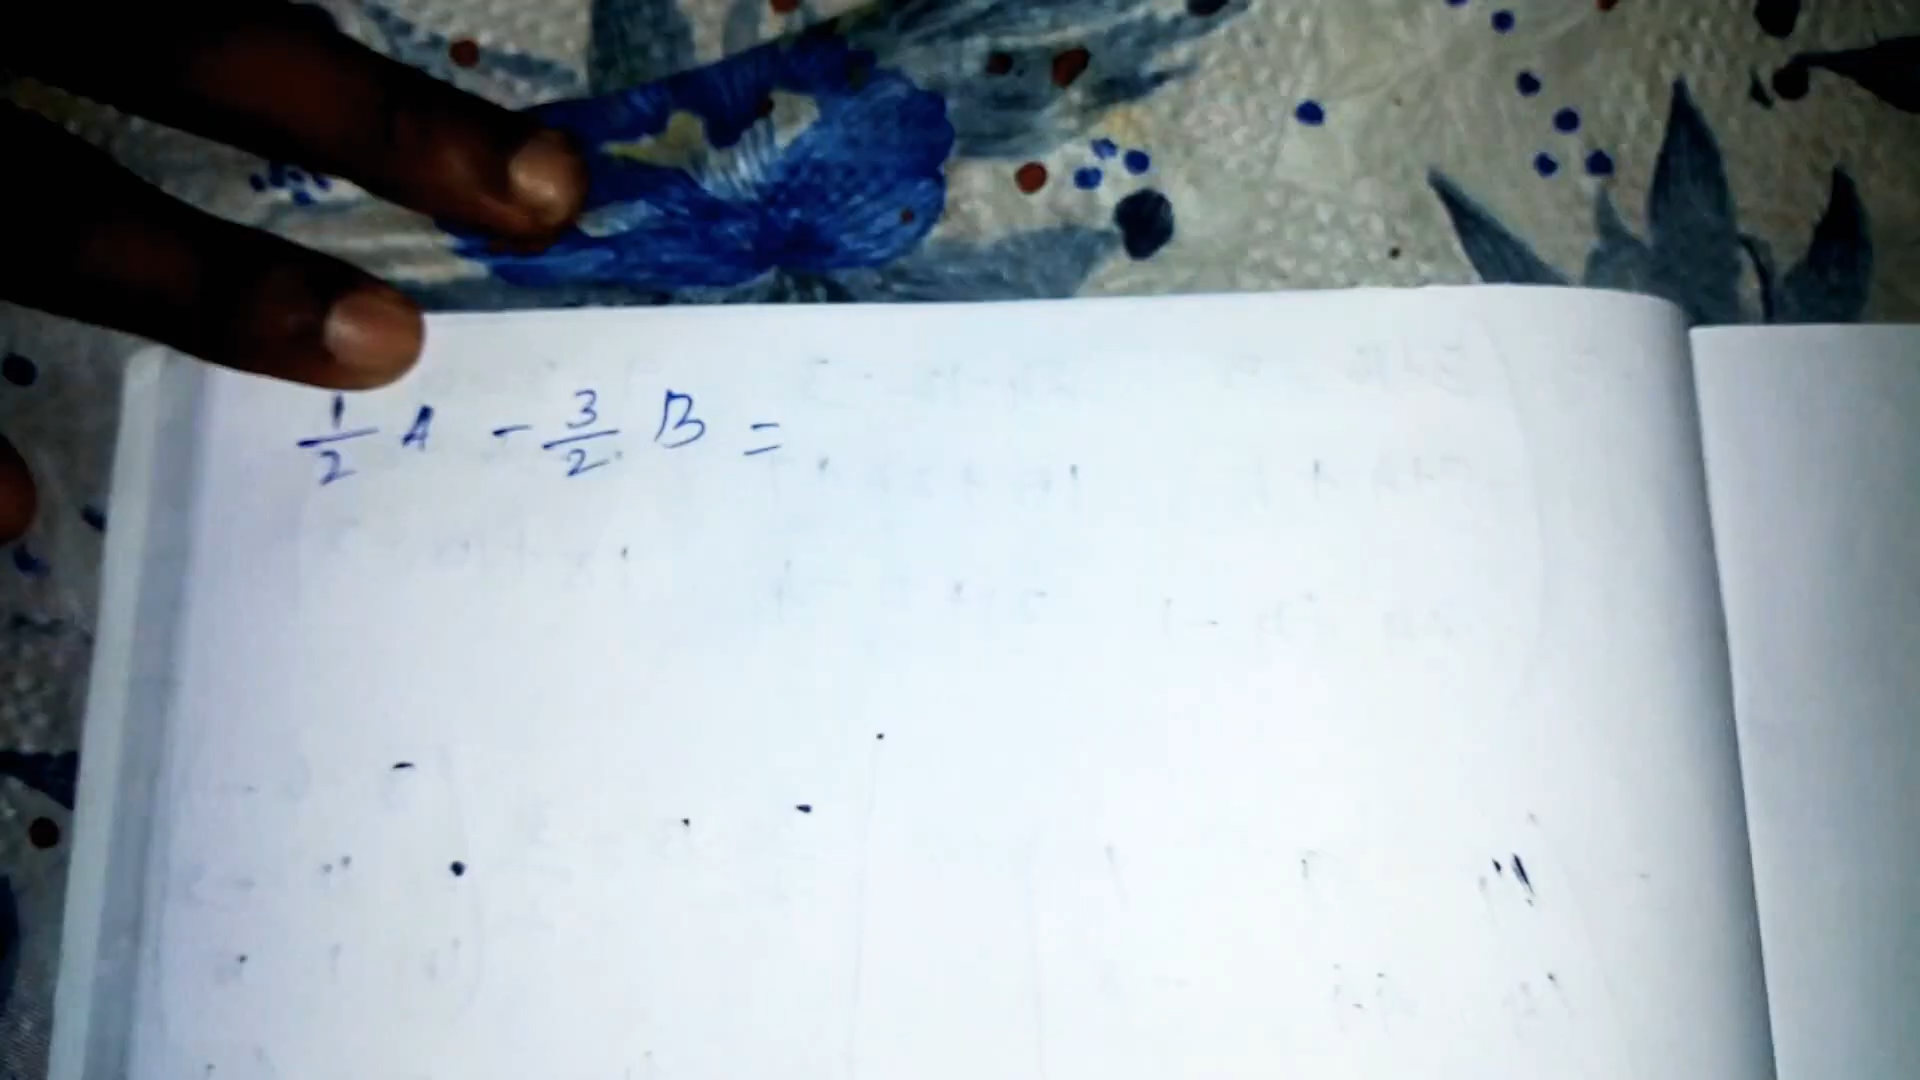 1/2 A - 3/2 B =